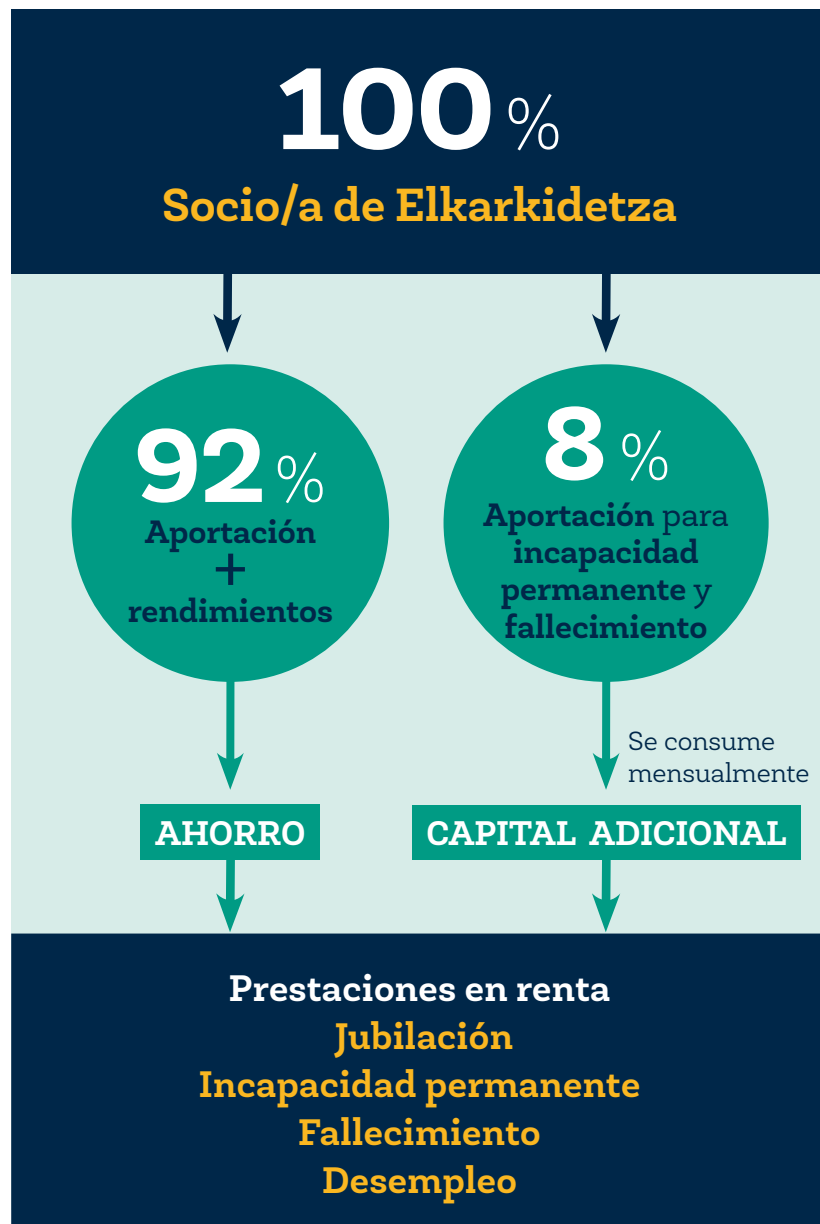 100 %
Socio/a de Elkarkidetza
92 %
Aportación
+
rendimientos
8 %
Aportación para
incapacidad
permanente y
fallecimiento
Se consume
mensualmente
AHORRO
CAPITAL ADICIONAL
Prestaciones en renta
Jubilación
Incapacidad permanente
Fallecimiento
Desempleo